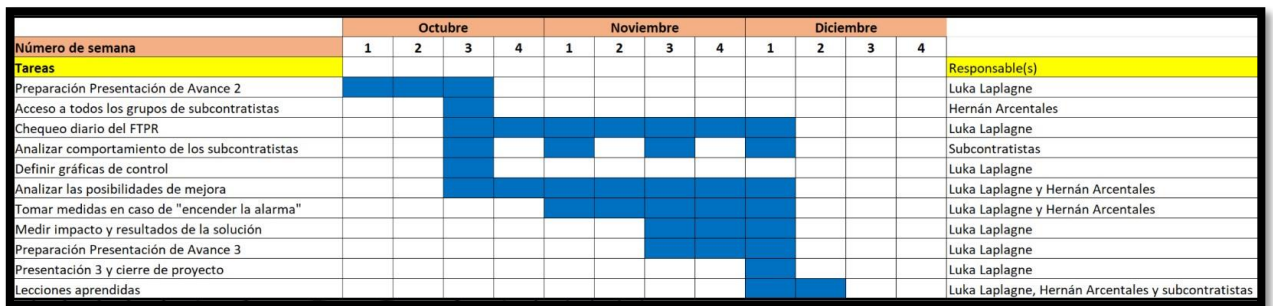 Octubre Noviembre Diciembre
Número de semana 1 2 3 4 1 2 3 4 1 2 3 4
Tareas Responsable(s)
Preparación Presentación de Avance 2 Luka Laplagne
Acceso a todos los grupos de subcontratistas Hernán Arcentales
Chequeo diario del FTPR Luka Laplagne
Analizar comportamiento de los subcontratistas Subcontratistas
Definir gráficas de control Luka Laplagne
Analizar las posibilidades de mejora Luka Laplagne y Hernán Arcentales
Tomar medidas en caso de "encender la alarma" Luka Laplagne y Hernán Arcentales
Medir impacto y resultados de la solución Luka Laplagne
Preparación Presentación de Avance 3 Luka Laplagne
Presentación 3 y cierre de proyecto Luka Laplagne
Lecciones aprendidas Luka Laplagne, Hernán Arcentales y subcontratistas